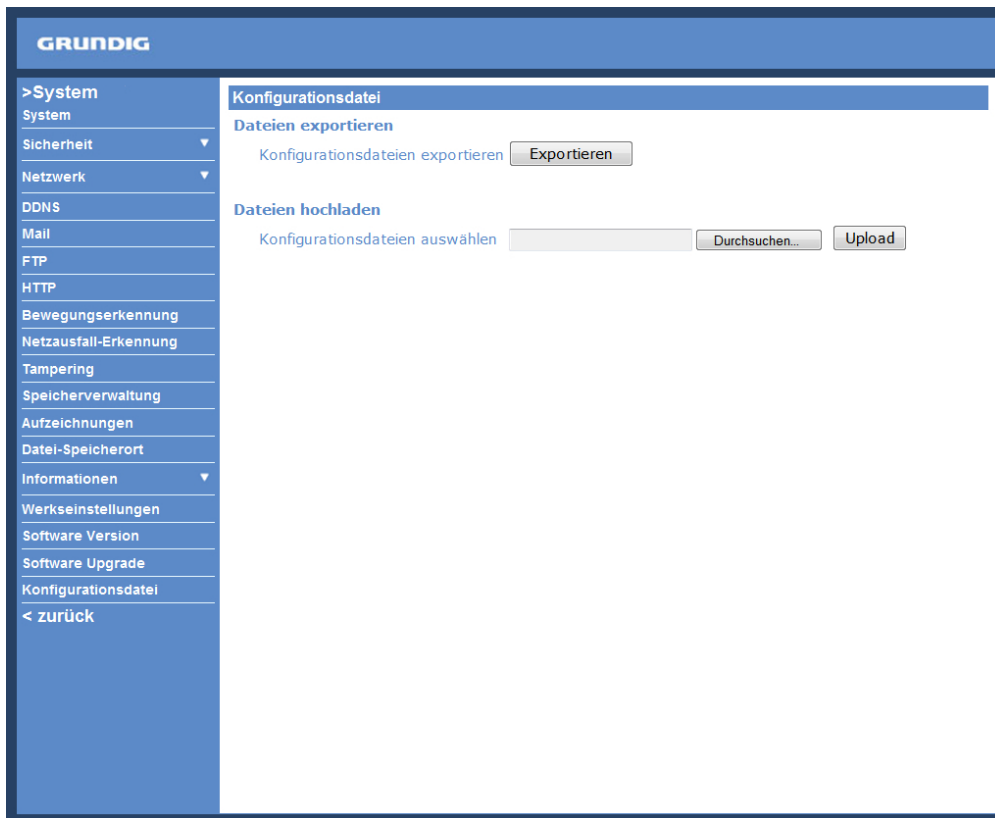 GRUNDIG
>System
System
Sicherheit
Netzwerk
DDNS
Mail
FTP
HTTP
Bewegungserkennung
Netzausfall-Erkennung
Tampering
Speicherverwaltung
Aufzeichnungen
Datei-Speicherort
Informationen
Werkseinstellungen
Software Version
Software Upgrade
Konfigurationsdatei
< zurück
Konfigurationsdatei
Dateien exportieren
Konfigurationsdateien exportieren Exportieren
Dateien hochladen
Konfigurationsdateien auswählen Durchsuchen... Upload